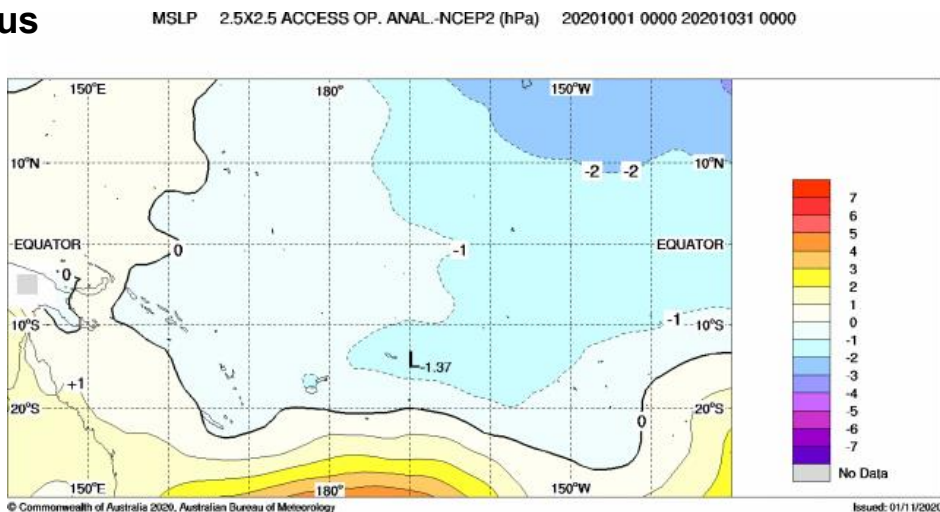 us
MSLP 2.5X2.5 ACCESS OP. ANAL.-NCEP2 (hPa) 20201001 0000 20201031 0000
150°E 180° 150°W
10°N -2 -2 10°N
EQUATOR 0 -1 EQUATOR
0
10°S -1 10°S
L -1.37
+1
20°S 0 20°S
150°E 180° 150°W
7
6
5
4
3
2
1
0
-1
-2
-3
-4
-5
-6
-7
No Data
© Commonwealth of Australia 2020, Australian Bureau of Meteorology Issued: 01/11/2020